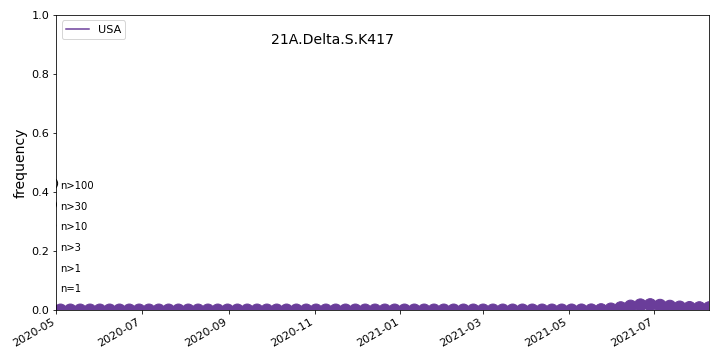 1.0
USA
21A.Delta.S.K417
0.8
0.6
frequency
0.4
n>100
n>30
n>10
0.2
n>3
n>1
n=1
0.0
2020-05
2020-07
2020-09
2020-11
2021-01
2021-03
2021-05
2021-07